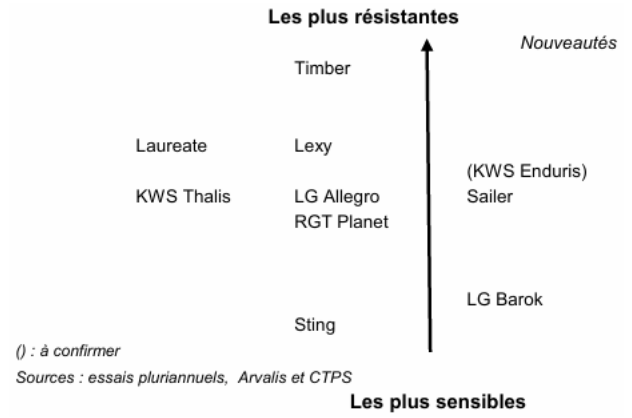 Les plus résistantes
Nouveautés
Timber
Laureate Lexy
(KWS Enduris)
KWS Thalis LG Allegro Sailer
RGT Planet
LG Barok
Sting
() : à confirmer
Sources : essais pluriannuels, Arvalis et CTPS
Les plus sensibles